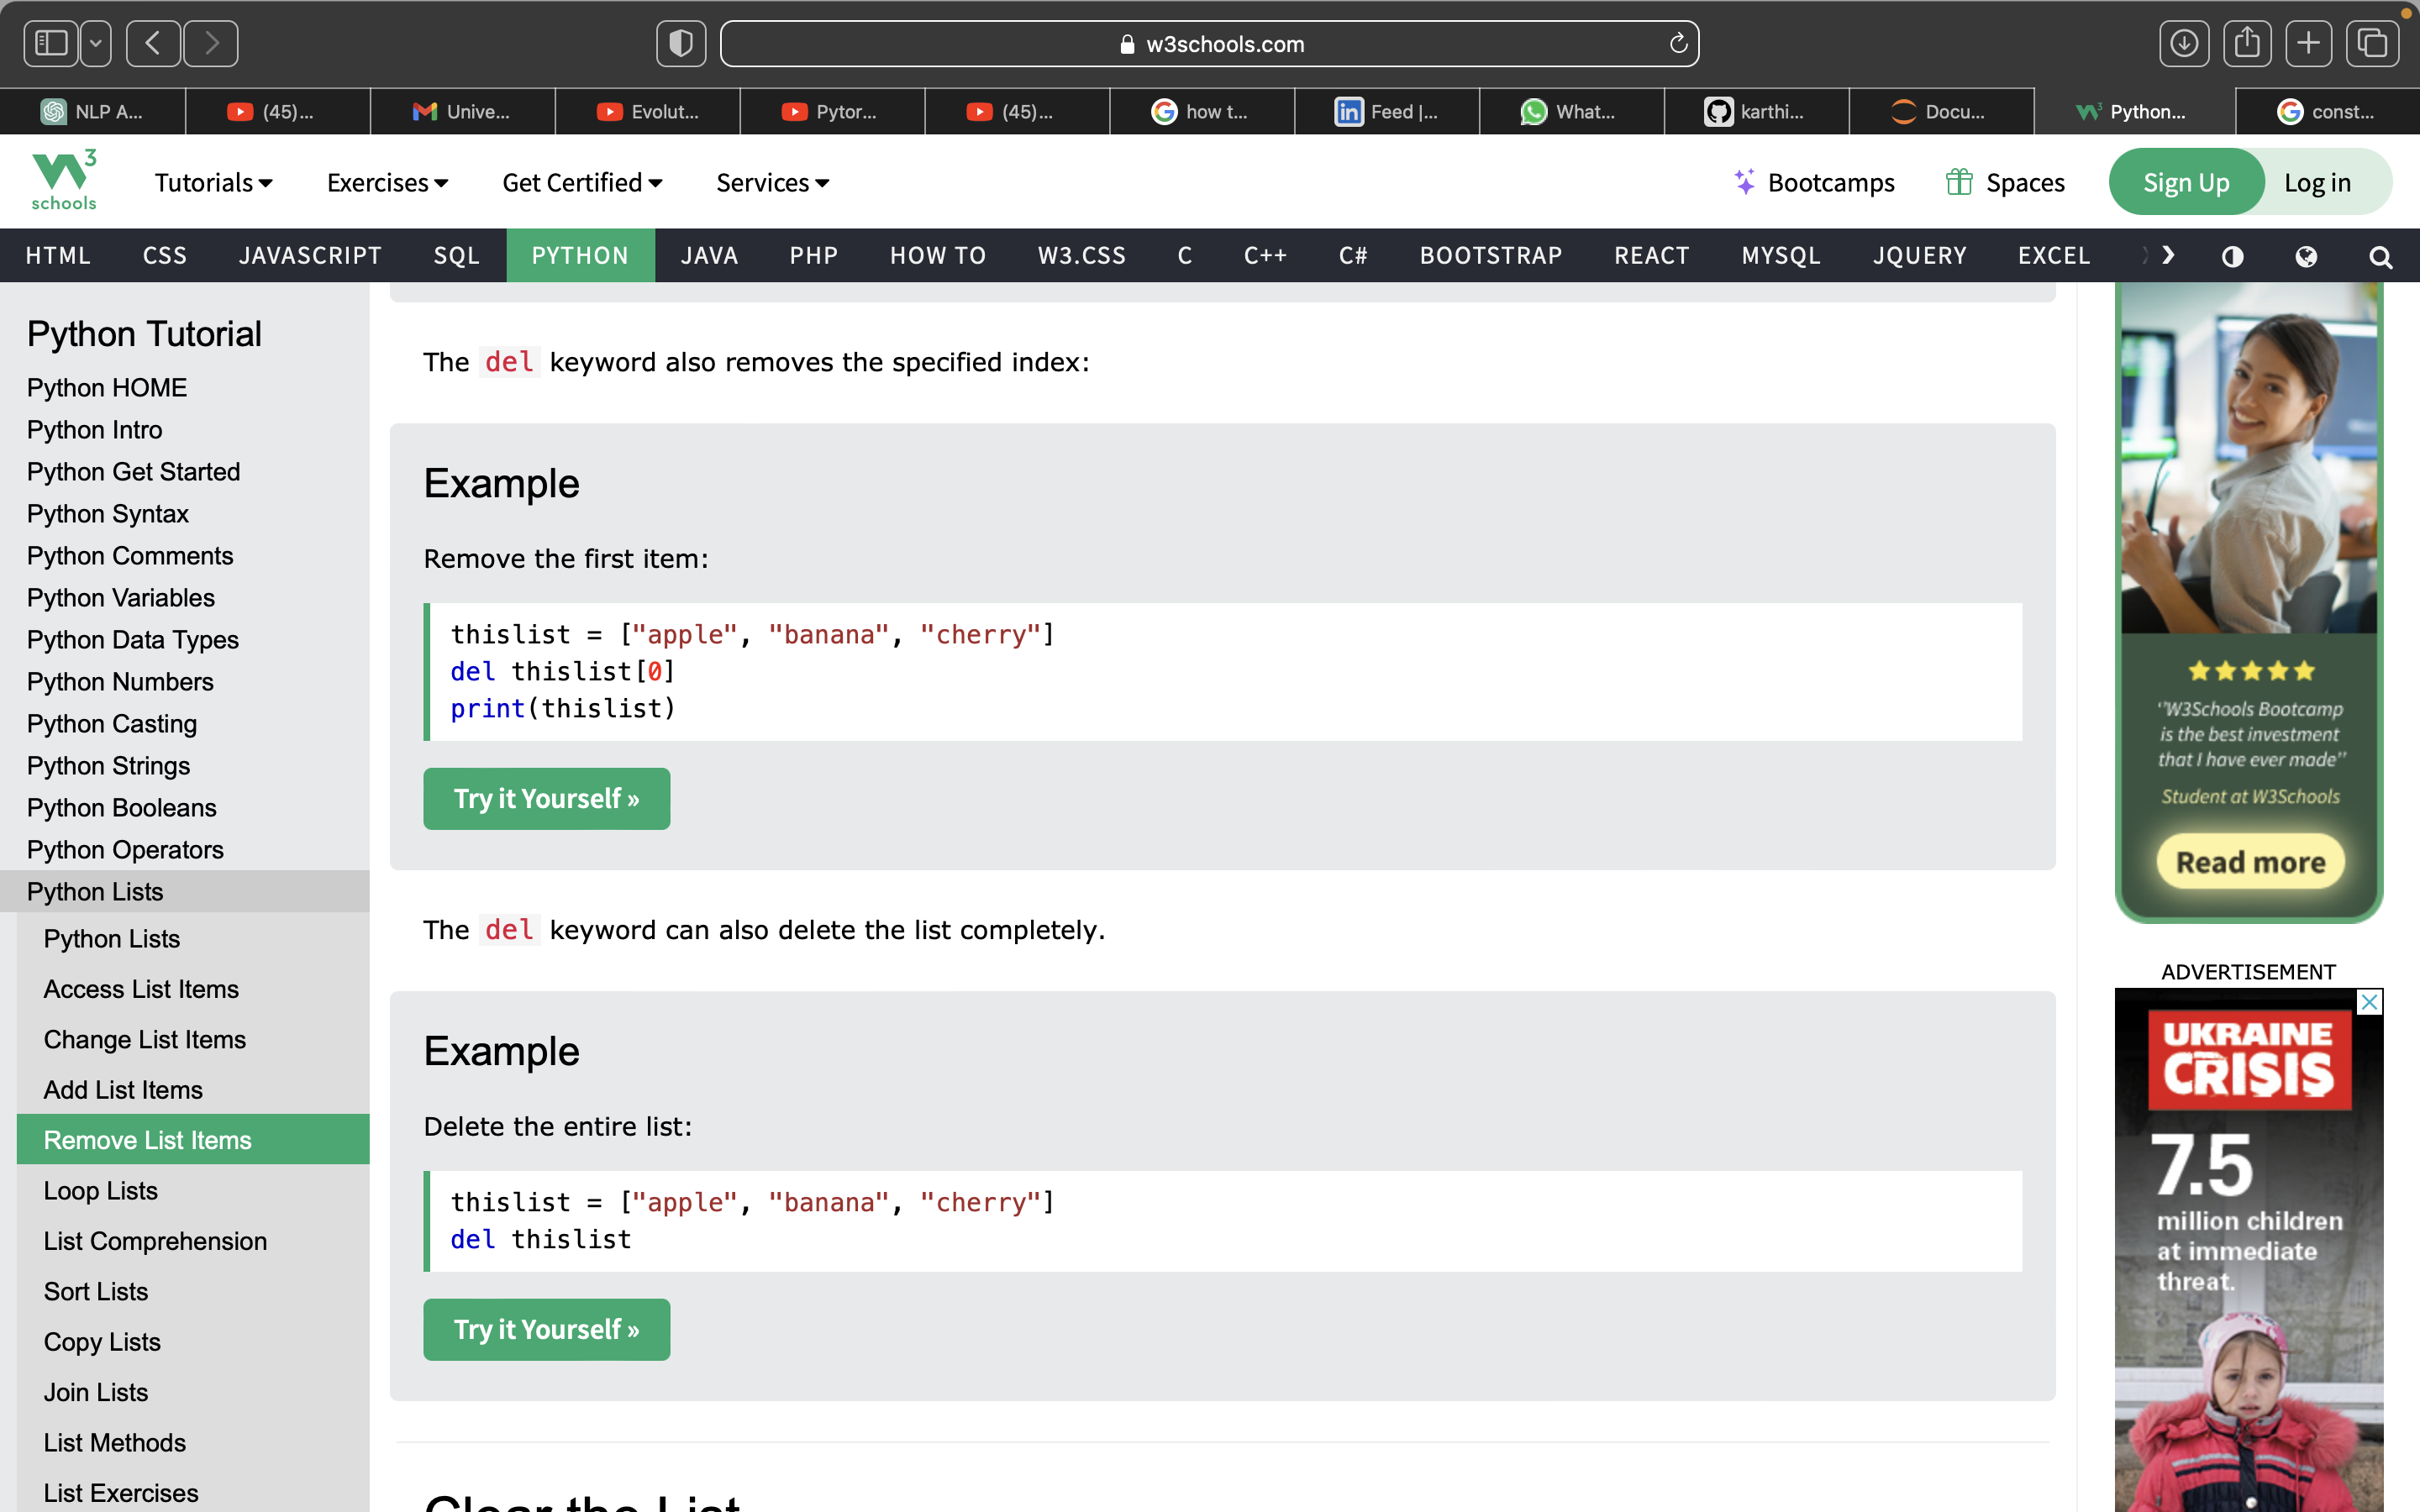 w3schools.com
NLP A...
(45)...
Unive...
Evolut...
Pytor...
(45)...
how t...
Feed |...
What...
karthi...
Docu...
Python...
const...
W3 schools
Tutorials
Exercises
Get Certified
Services
Bootcamps
Spaces
Sign Up
Log in
HTML CSS JAVASCRIPT SQL PYTHON JAVA PHP HOW TO W3.CSS C C++ C# BOOTSTRAP REACT MYSQL JQUERY EXCEL
Python Tutorial
Python HOME
Python Intro
Python Get Started
Python Syntax
Python Comments
Python Variables
Python Data Types
Python Numbers
Python Casting
Python Strings
Python Booleans
Python Operators
Python Lists
Python Lists
Access List Items
Change List Items
Add List Items
Remove List Items
Loop Lists
List Comprehension
Sort Lists
Copy Lists
Join Lists
List Methods
List Exercises
The del keyword also removes the specified index:
Example
Remove the first item:
thislist = ["apple", "banana", "cherry"]
del thislist[0]
print(thislist)
Try it Yourself »
The del keyword can also delete the list completely.
Example
Delete the entire list:
thislist = ["apple", "banana", "cherry"]
del thislist
Try it Yourself »
Clear the List
"W3Schools Bootcamp
is the best investment
that I have ever made"
Student at W3Schools
Read more
ADVERTISEMENT
UKRAINE
CRISIS
7.5
million children
at immediate
threat.